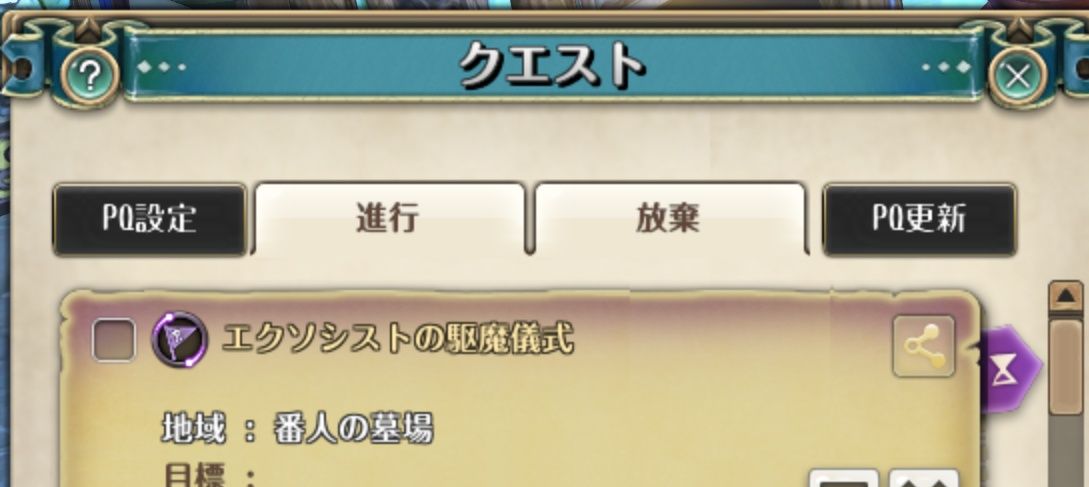 クエスト
PQ設定 進行 放棄 PQ更新
エクソシストの駆魔儀式
地域 : 番人の墓場
目標 :